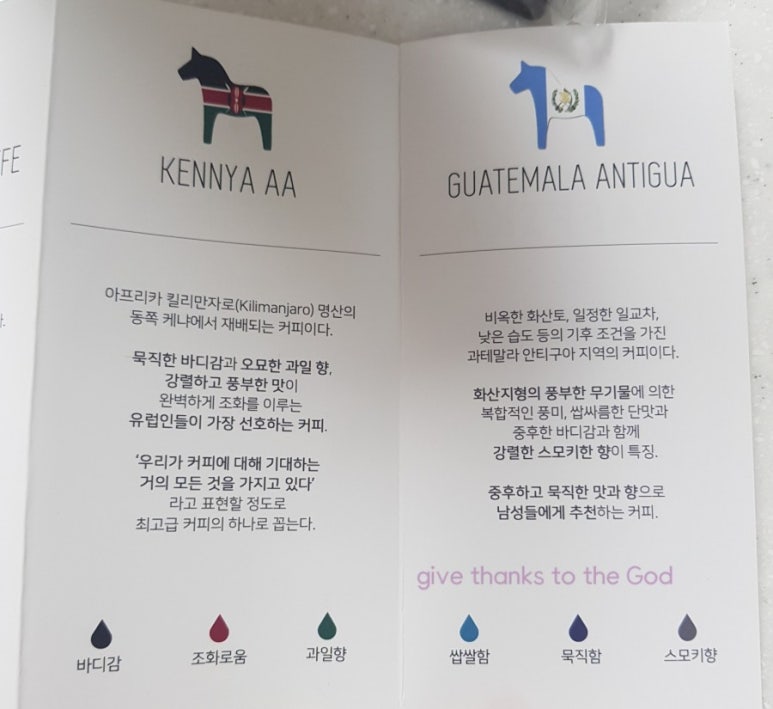 FE
KENNYA AA
아프리카 킬리만자로(Kilimanjaro) 명산의
동쪽 케냐에서 재배되는 커피이다.
묵직한 바디감과 오묘한 과일 향,
강렬하고 풍부한 맛이
완벽하게 조화를 이루는
유럽인들이 가장 선호하는 커피.
‘우리가 커피에 대해 기대하는
거의 모든 것을 가지고 있다’
라고 표현할 정도로
최고급 커피의 하나로 꼽는다.
바디감
조화로움
과일향
GUATEMALA ANTIGUA
비옥한 화산토, 일정한 일교차,
낮은 습도 등의 기후 조건을 가진
과테말라 안티구아 지역의 커피이다.
화산지형의 풍부한 무기물에 의한
복합적인 풍미, 쌉싸름한 단맛과
중후한 바디감과 함께
강렬한 스모키한 향이 특징.
중후하고 묵직한 맛과 향으로
남성들에게 추천하는 커피.
give thanks to the God
쌉쌀함
묵직함
스모키향